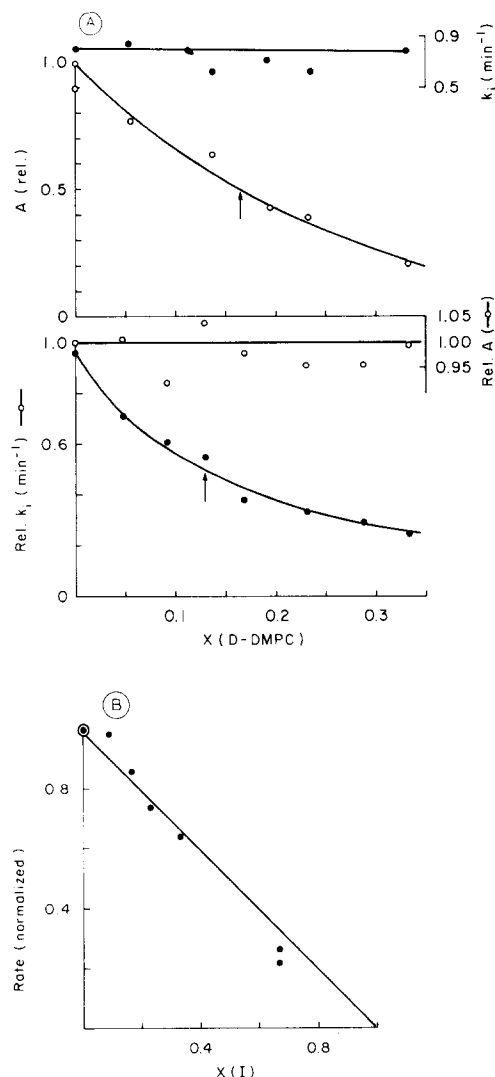 A
1.0
0.5
0
A (rel.)
0.9
0.5
k_i (min⁻¹)
1.05
1.00
0.95
Rel. A (—o—)
1.0
0.6
0
Rel. k_i (min⁻¹) —o—
0.1
0.2
0.3
X (D-DMPC)
B
0.8
0.4
Rate (normalized)
0.4
0.8
X (I)